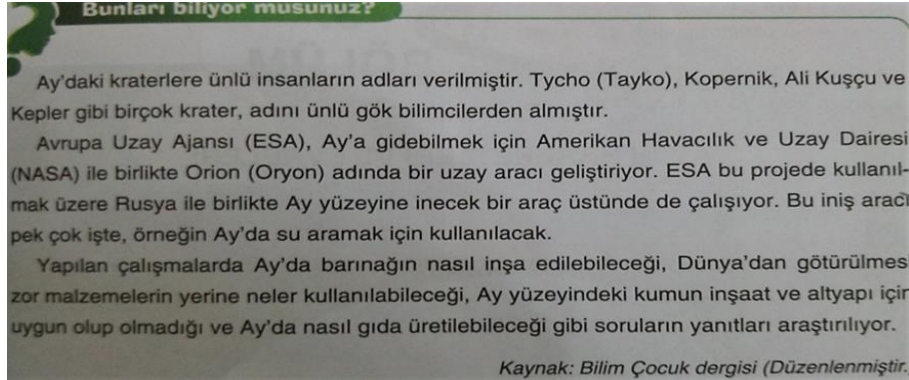 Bunları biliyor musunuz?
Ay'daki kraterlere ünlü insanların adları verilmiştir. Tycho (Tayko), Kopernik, Ali Kuşçu ve
Kepler gibi birçok krater, adını ünlü gök bilimcilerden almıştır.
Avrupa Uzay Ajansı (ESA), Ay'a gidebilmek için Amerikan Havacılık ve Uzay Dairesi
(NASA) ile birlikte Orion (Oryon) adında bir uzay aracı geliştiriyor. ESA bu projede kullanıl-
mak üzere Rusya ile birlikte Ay yüzeyine inecek bir araç üstünde de çalışıyor. Bu iniş aracı
pek çok işte, örneğin Ay'da su aramak için kullanılacak.
Yapılan çalışmalarda Ay'da barınağın nasıl inşa edilebileceği, Dünya'dan götürülmes
zor malzemelerin yerine neler kullanılabileceği, Ay yüzeyindeki kumun inşaat ve altyapı için
uygun olup olmadığı ve Ay'da nasıl gıda üretilebileceği gibi soruların yanıtları araştırılıyor.
Kaynak: Bilim Çocuk dergisi (Düzenlenmiştir.